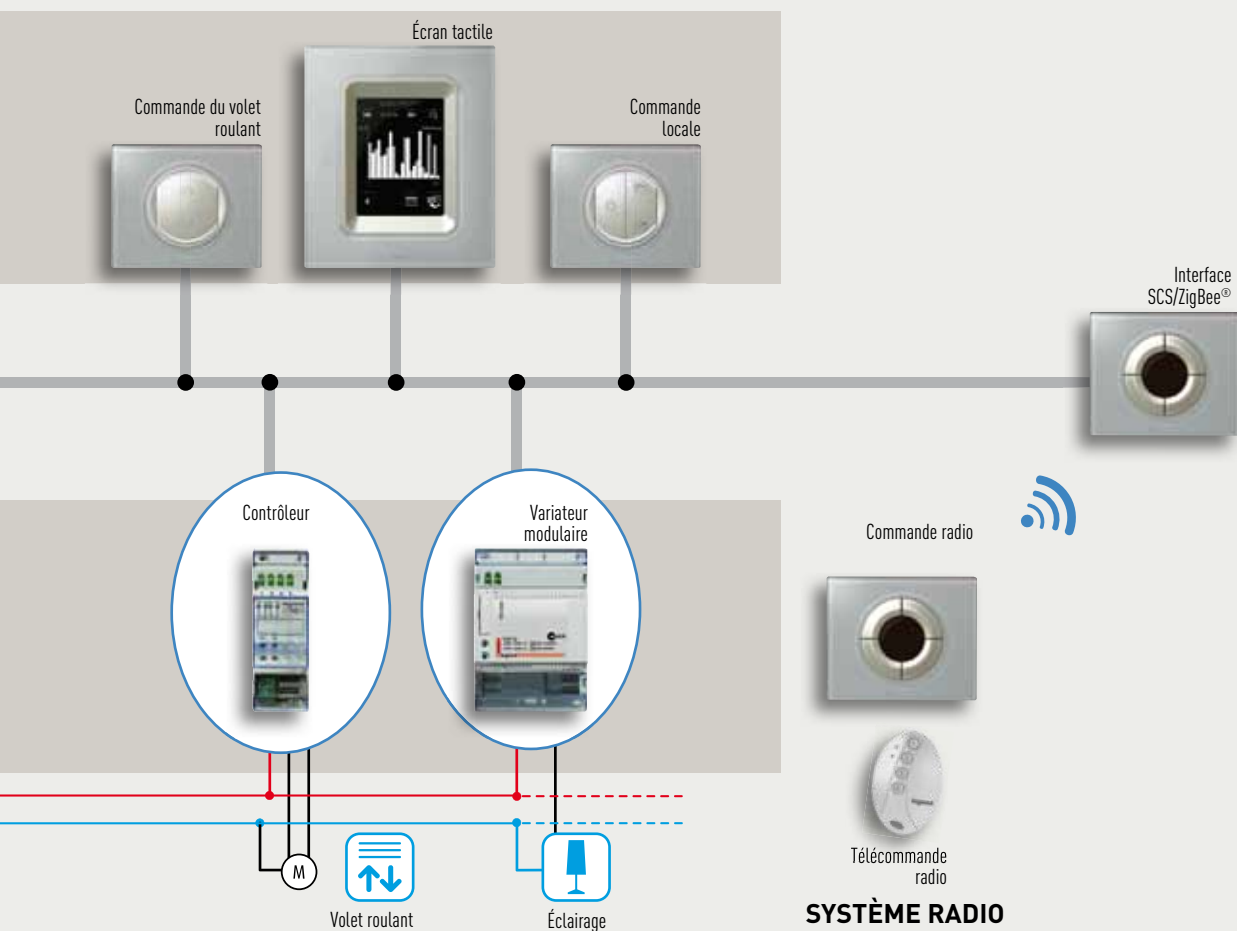 Écran tactile
Commande du volet
roulant
Commande
locale
Interface
SCS/ZigBee®
Contrôleur
Variateur
modulaire
Commande radio
M
Télécommande
radio
Volet roulant
Éclairage
SYSTÈME RADIO